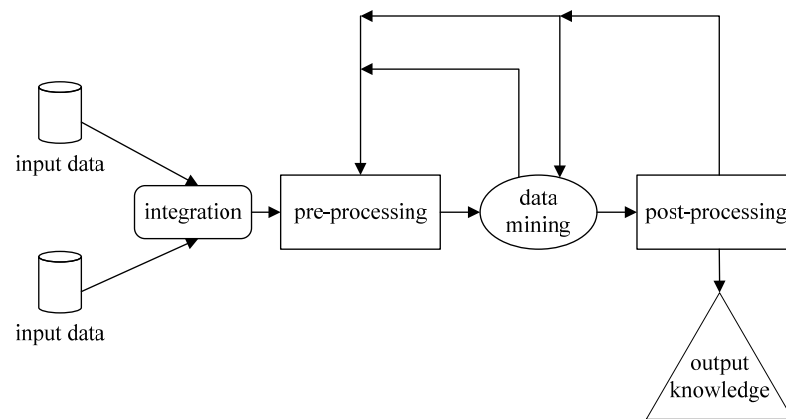 input data
integration
input data
pre-processing
data
mining
post-processing
output
knowledge